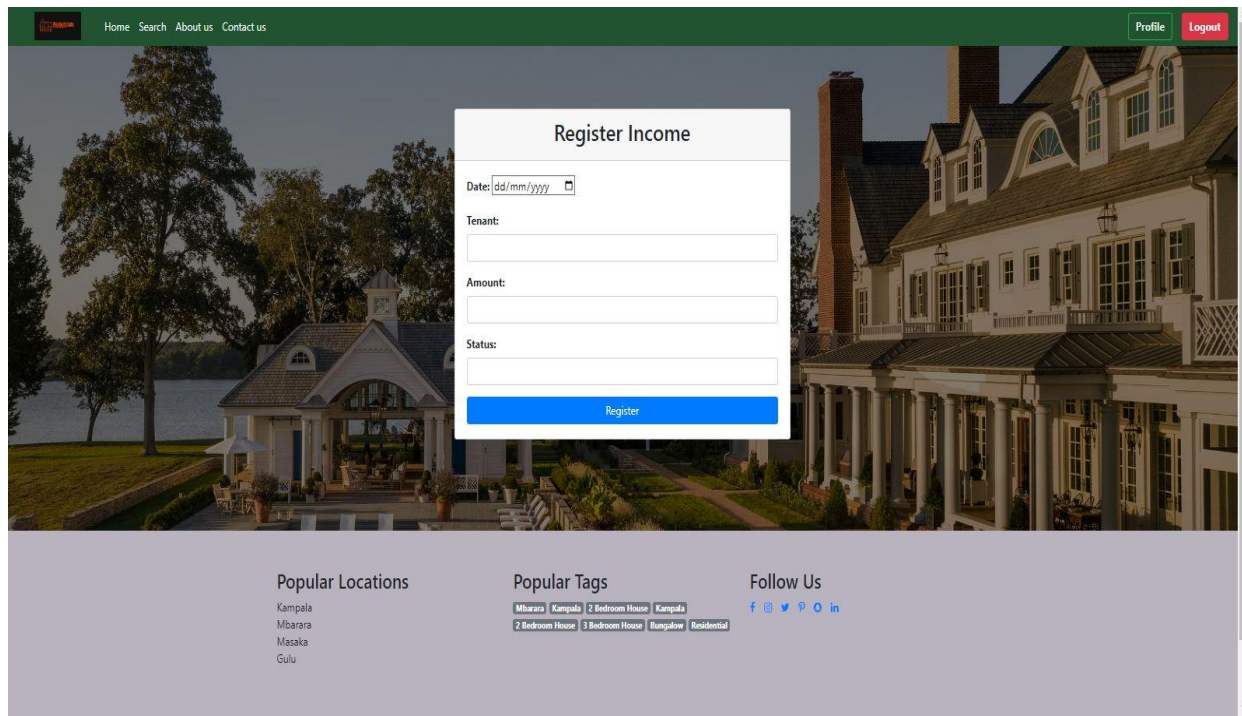 Home Search About us Contact us Profile Logout
Register Income
Date: dd/mm/yyyy
Tenant:
Amount:
Status:
Register
Popular Locations Popular Tags Follow Us
Kampala Mbarara Kampala 2 Bedroom House Kampala
Mbarara 2 Bedroom House 3 Bedroom House Bungalow Residential
Masaka
Gulu